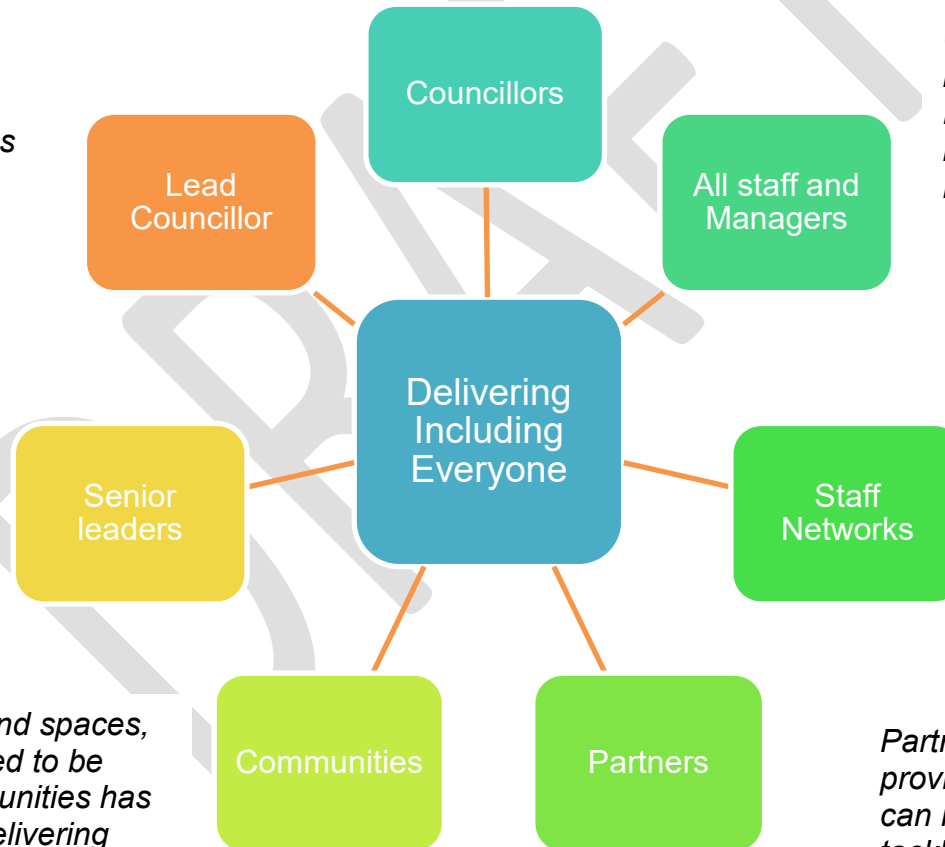 Councillors
s
Lead
Councillor
All staff and
Managers
Delivering
Including
Everyone
Senior
leaders
Staff
Networks
Communities
Partners
nd spaces,
ed to be
unities has
elivering
Partn
provi
can
DRAFT